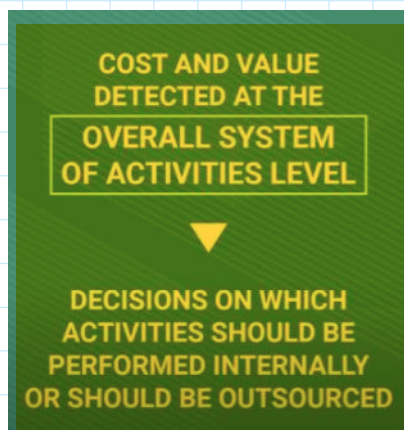 COST AND VALUE
DETECTED AT THE
OVERALL SYSTEM
OF ACTIVITIES LEVEL
DECISIONS ON WHICH
ACTIVITIES SHOULD BE
PERFORMED INTERNALLY
OR SHOULD BE OUTSOURCED